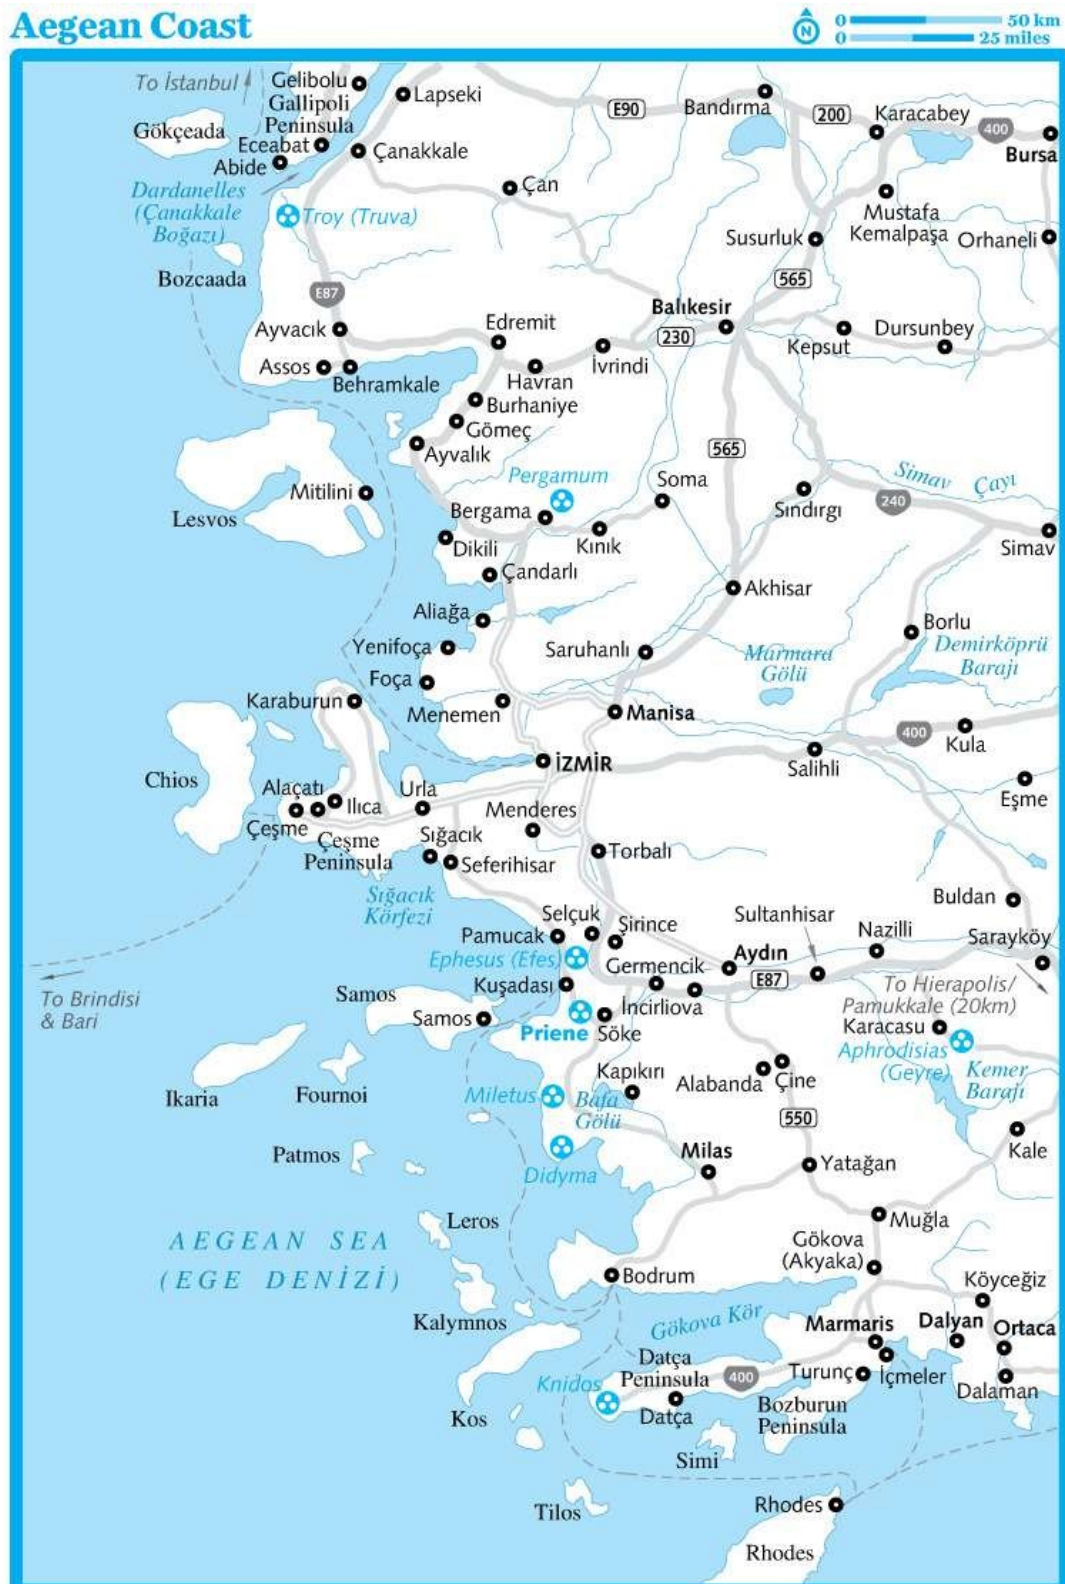 Aegean Coast
N
0 50 km
0 25 miles
To İstanbul
Gelibolu
Gallipoli
Peninsula
Lapseki
E90
Bandırma
200
Karacabey
400
Bursa
Gökçeada
Eceabat
Abide
Çanakkale
Dardanelles
(Çanakkale
Boğazı)
Troy (Truva)
Çan
Mustafa
Kemalpaşa
Susurluk
Orhaneli
Bozcaada
E87
565
Balıkesir
230
Ayvacık
Edremit
İvrindi
Kepsut
Dursunbey
Assos
Behramkale
Havran
Burhaniye
Gömeç
Ayvalık
565
Pergamum
Soma
Simav Çayı
Mitilini
Lesvos
Bergama
Sındırgı
240
Dikili
Kınık
Simav
Çandarlı
Akhisar
Aliağa
Borlu
Yenifoça
Saruhanlı
Marmara
Gölü
Demirköprü
Barajı
Foça
Karaburun
Menemen
Manisa
400
Kula
İZMİR
Salihli
Chios
Alaçatı
Ilıca
Urla
Eşme
Çeşme
Çeşme
Peninsula
Menderes
Sığacık
Seferihisar
Torbalı
Sığacık
Körfezi
Buldan
Selçuk
Şirince
Sultanhisar
Nazilli
Sarayköy
Pamucak
Ephesus (Efes)
Aydın
Germencik
E87
To Brindisi
& Bari
Samos
Kuşadası
İncirliova
To Hierapolis/
Pamukkale (20km)
Samos
Priene
Söke
Karacasu
Aphrodisias
(Geyre)
Kemer
Barajı
Ikaria
Fournoi
Kapıkırı
Alabanda
Çine
Miletus
Bafa
Gölü
550
Patmos
Didyma
Milas
Yatağan
Kale
Leros
Muğla
AEGEAN SEA
(EGE DENİZİ)
Gökova
(Akyaka)
Bodrum
Köyceğiz
Kalymnos
Gökova Kör
Marmaris
Dalyan
Ortaca
Datça
Peninsula
400
Turunç
İçmeler
Dalaman
Knidos
Kos
Datça
Bozburun
Peninsula
Simi
Tilos
Rhodes
Rhodes